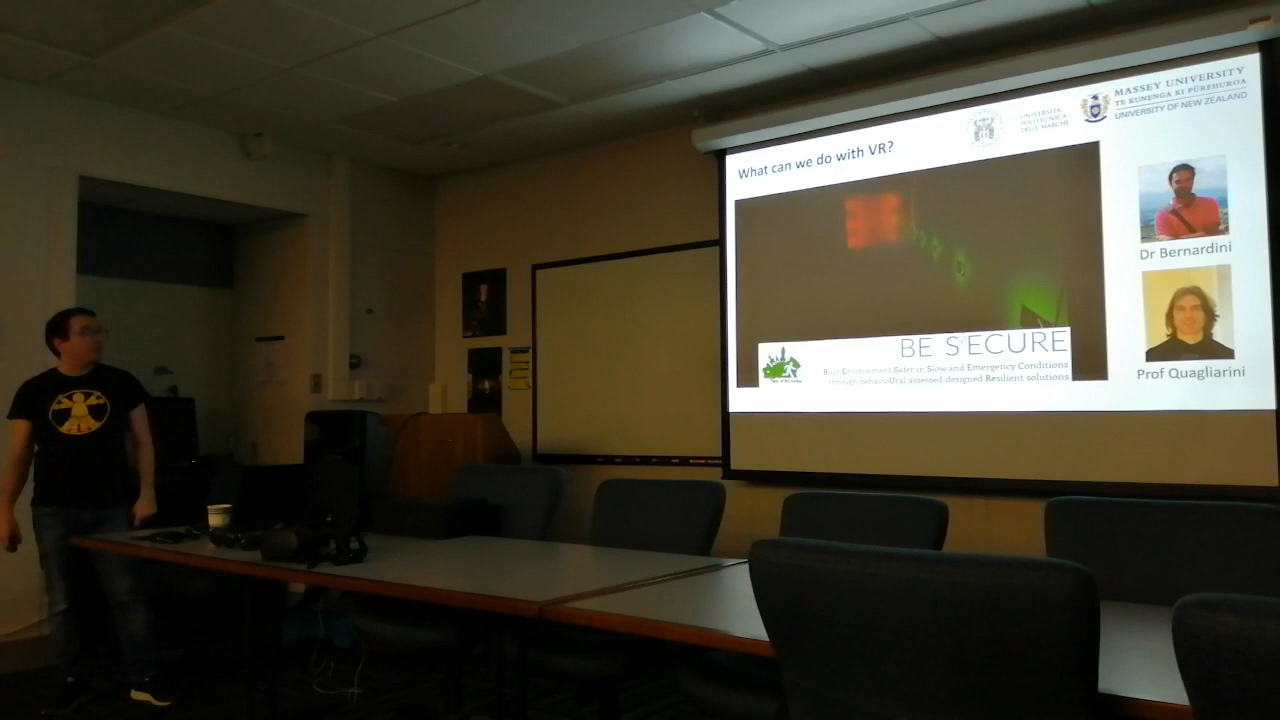 MASSEY UNIVERSITY
TE KUNENGA KI PŪREHUROA
UNIVERSITY OF NEW ZEALAND
UNIVERSITÀ
POLITECNICA
DELLE MARCHE
What can we do with VR?
Dr Bernardini
BE S²ECURE
Built Environment Safer in Slow and Emergency Conditions
through behavioUral assessed-designed Resilient solutions
Prof Quagliarini